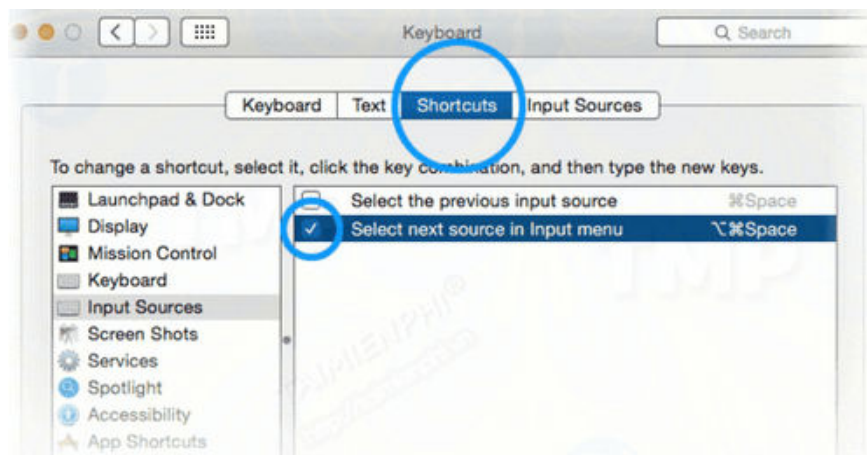 Keyboard
Search
Keyboard Text Shortcuts Input Sources
To change a shortcut, select it, click the key combination, and then type the new keys.
Launchpad & Dock
Display
Mission Control
Keyboard
Input Sources
Screen Shots
Services
Spotlight
Accessibility
App Shortcuts
Select the previous input source ⌘Space
Select next source in Input menu ⌥⌘Space
TAIMIENPHI